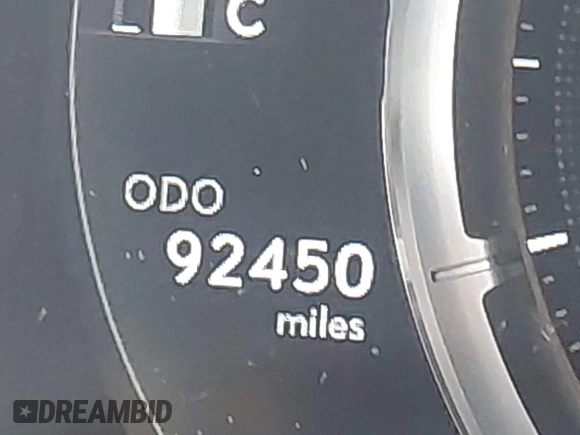 C
ODO
92450
miles
DREAMBID